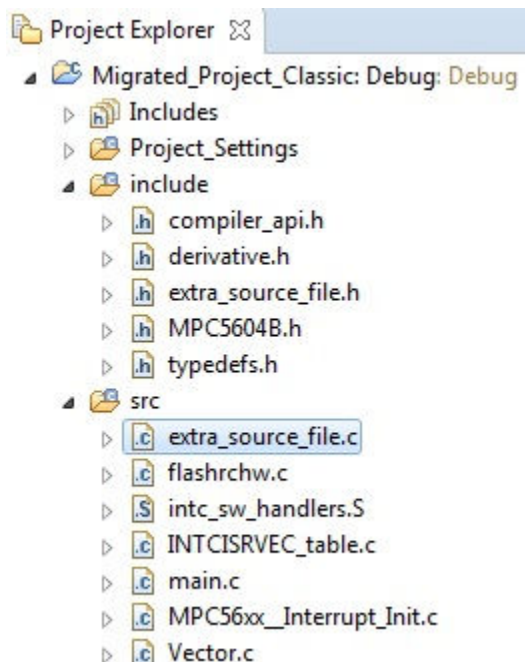 Project Explorer
Migrated_Project_Classic: Debug: Debug
Includes
Project_Settings
include
.h compiler_api.h
.h derivative.h
.h extra_source_file.h
.h MPC5604B.h
.h typedefs.h
src
.c extra_source_file.c
.c flashrchw.c
.S intc_sw_handlers.S
.c INTCISRVEC_table.c
.c main.c
.c MPC56xx__Interrupt_Init.c
.c Vector.c